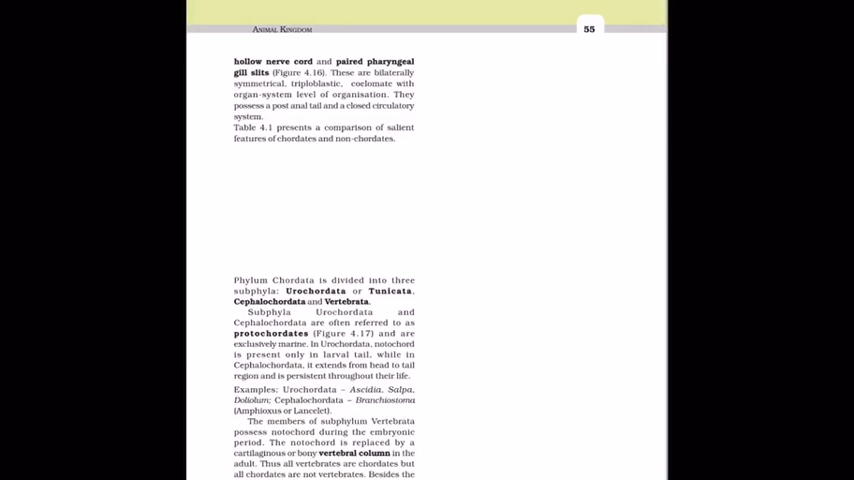 ANIMAL KINGDOM
55
hollow nerve cord and paired pharyngeal
gill slits (Figure 4.16). These are bilaterally
symmetrical, triploblastic, coelomate with
organ-system level of organisation. They
possess a post anal tail and a closed circulatory
system.
Table 4.1 presents a comparison of salient
features of chordates and non-chordates.
Phylum Chordata is divided into three
subphyla: Urochordata or Tunicata,
Cephalochordata and Vertebrata.
Subphyla Urochordata and
Cephalochordata are often referred to as
protochordates (Figure 4.17) and are
exclusively marine. In Urochordata, notochord
is present only in larval tail, while in
Cephalochordata, it extends from head to tail
region and is persistent throughout their life.
Examples: Urochordata – Ascidia, Salpa,
Doliolum; Cephalochordata – Branchiostoma
(Amphioxus or Lancelet).
The members of subphylum Vertebrata
possess notochord during the embryonic
period. The notochord is replaced by a
cartilaginous or bony vertebral column in the
adult. Thus all vertebrates are chordates but
all chordates are not vertebrates. Besides the